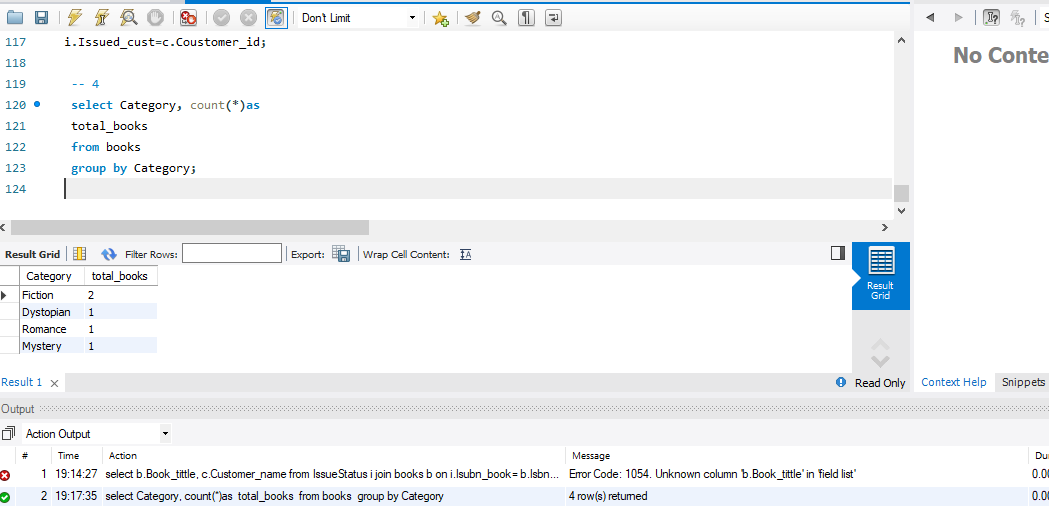 Don't Limit
117 i.Issued_cust=c.Coustomer_id;
118
119 -- 4
120 select Category, count(*)as
121 total_books
122 from books
123 group by Category;
124
No Conte
Result Grid Filter Rows: Export: Wrap Cell Content:
Category total_books
Fiction 2
Dystopian 1
Romance 1
Mystery 1
Result Grid
Result 1 Read Only Context Help Snippets
Output
Action Output
# Time Action Message Du
1 19:14:27 select b.Book_tittle, c.Customer_name from IssueStatus i join books b on i.Isubn_book= b.Isbn... Error Code: 1054. Unknown column 'b.Book_tittle' in 'field list' 0.00
2 19:17:35 select Category, count(*)as total_books from books group by Category 4 row(s) returned 0.00